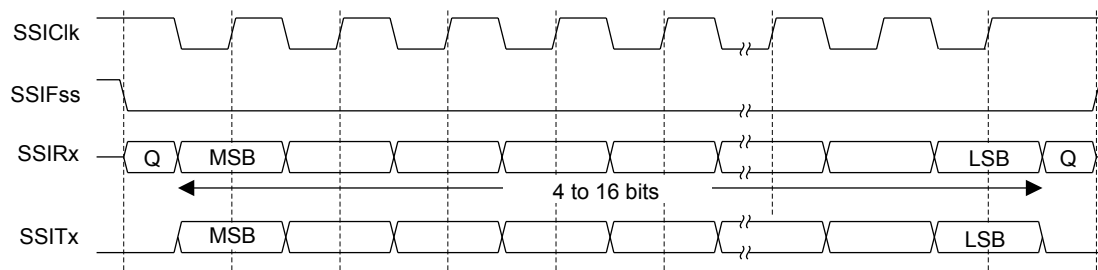 SSIClk
SSIFss
SSIRx Q MSB LSB Q
4 to 16 bits
SSITx MSB LSB